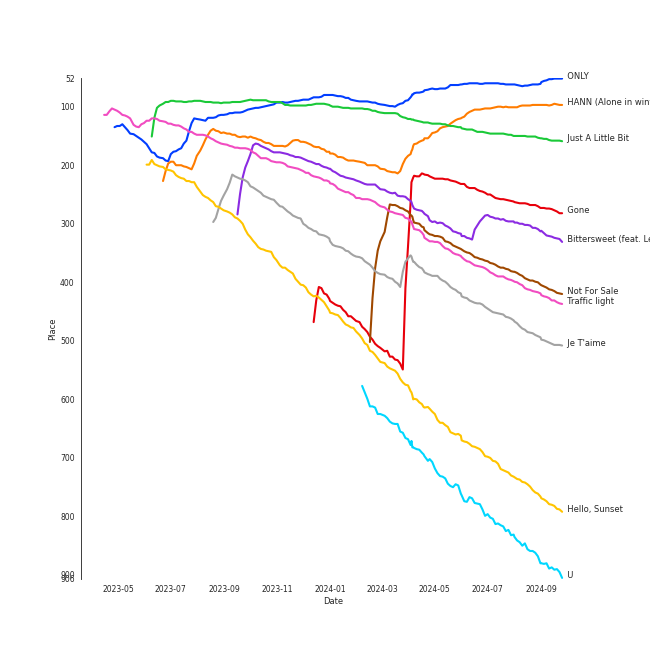 52
ONLY
HANN (Alone in win
100
Just A Little Bit
200
Gone
300
Bittersweet (feat. Le
400
Not For Sale
Traffic light
500
Je T'aime
Place
600
700
800
Hello, Sunset
900
906
U
2023-05 2023-07 2023-09 2023-11 2024-01 2024-03 2024-05 2024-07 2024-09
Date